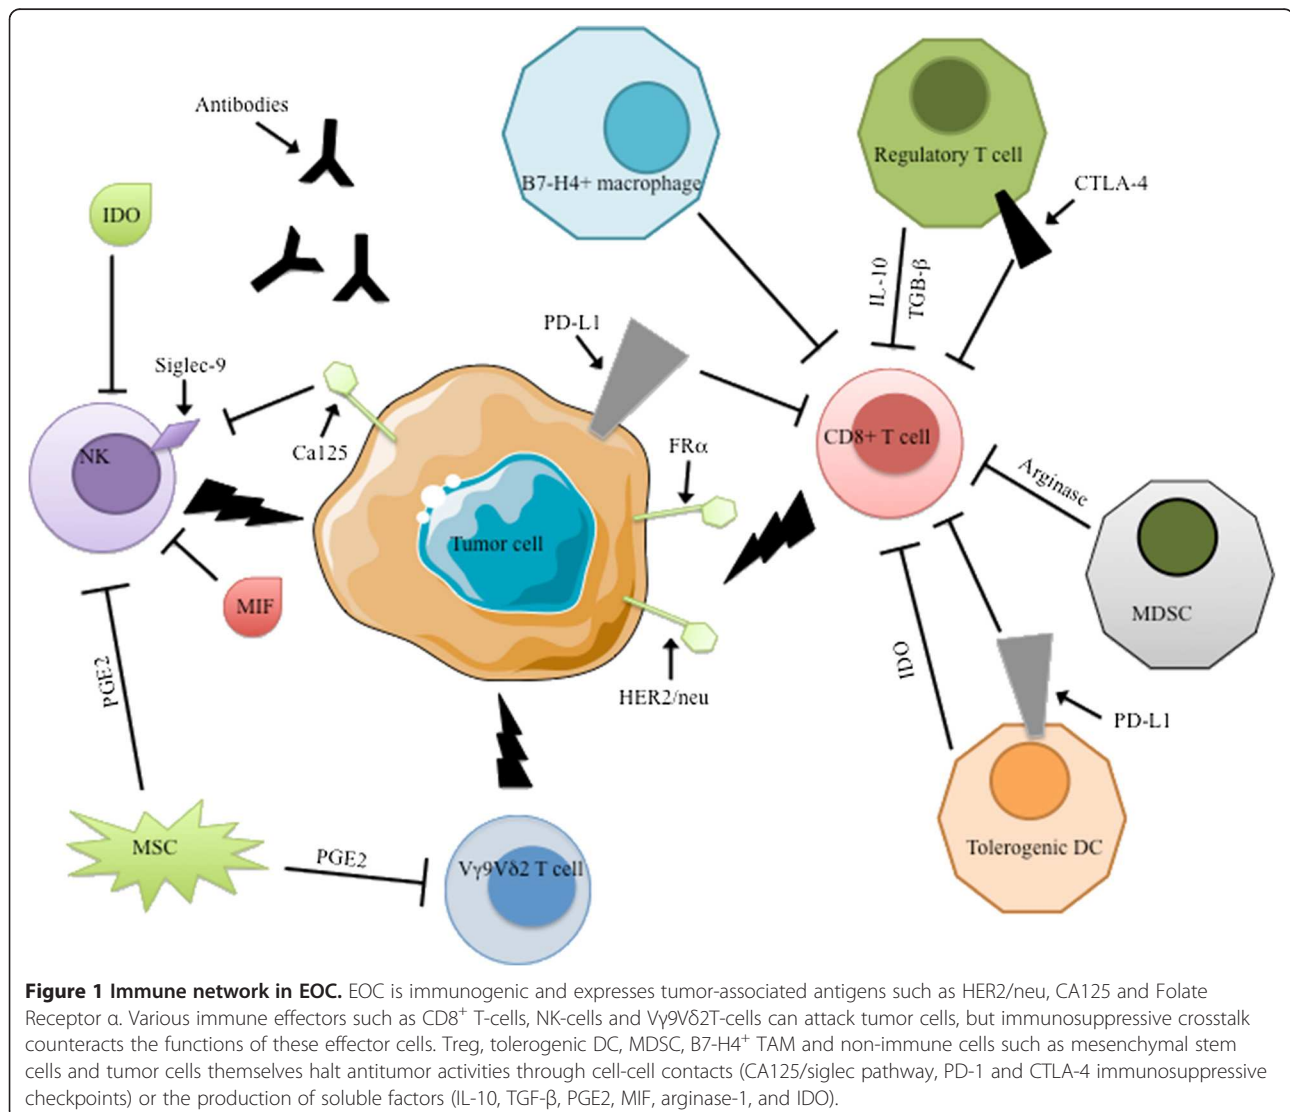 Antibodies
IDO
B7-H4+ macrophage
Regulatory T cell
CTLA-4
IL-10
TGB-β
PD-L1
Siglec-9
Ca125
NK
FRα
CD8+ T cell
Arginase
Tumor cell
MIF
MDSC
PGE2
HER2/neu
IDO
PD-L1
MSC
PGE2
Vγ9Vδ2 T cell
Tolerogenic DC
Figure 1 Immune network in EOC. EOC is immunogenic and expresses tumor-associated antigens such as HER2/neu, CA125 and Folate
Receptor α. Various immune effectors such as CD8⁺ T-cells, NK-cells and Vγ9Vδ2T-cells can attack tumor cells, but immunosuppressive crosstalk
counteracts the functions of these effector cells. Treg, tolerogenic DC, MDSC, B7-H4⁺ TAM and non-immune cells such as mesenchymal stem
cells and tumor cells themselves halt antitumor activities through cell-cell contacts (CA125/siglec pathway, PD-1 and CTLA-4 immunosuppressive
checkpoints) or the production of soluble factors (IL-10, TGF-β, PGE2, MIF, arginase-1, and IDO).